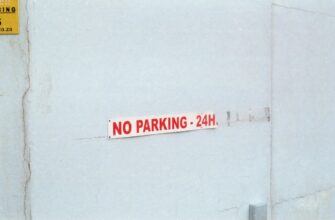 NO PARKING - 24H.